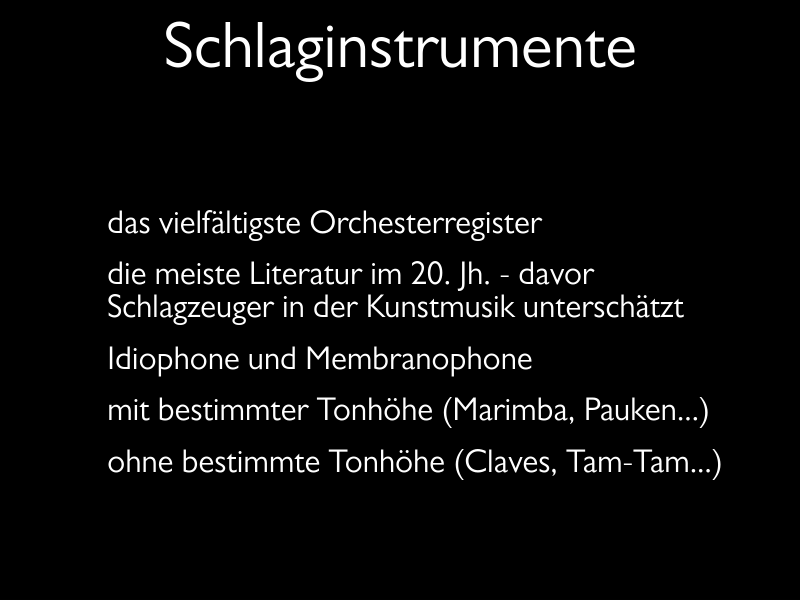 Schlaginstrumente
das vielfältigste Orchesterregister
die meiste Literatur im 20. Jh. - davor
Schlagzeuger in der Kunstmusik unterschätzt
Idiophone und Membranophone
mit bestimmter Tonhöhe (Marimba, Pauken...)
ohne bestimmte Tonhöhe (Claves, Tam-Tam...)